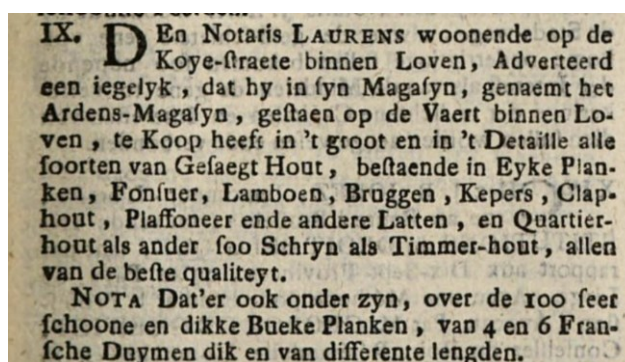 IX. DEn Notaris LAURENS woonende op de
Koye-ſtraete binnen Loven, Adverteerd
een iegelyk, dat hy in ſyn Magaſyn, genaemt het
Ardens-Magaſyn, geſtaen op de Vaert binnen Lo-
ven, te Koop heeft in 't groot en in 't Detaille alle
ſoorten van Geſaegt Hout, beſtaende in Eyke Plan-
ken, Fonſuer, Lamboen, Bruggen, Kepers, Clap-
hout, Plaffoneer ende andere Latten, en Quartier-
hout als ander ſoo Schryn als Timmer-hout, allen
van de beſte qualiteyt.
NOTA Dat'er ook onder zyn, over de 100 ſeer
ſchoone en dikke Bueke Planken, van 4 en 6 Fran-
ſche Duymen dik en van differente lengden.